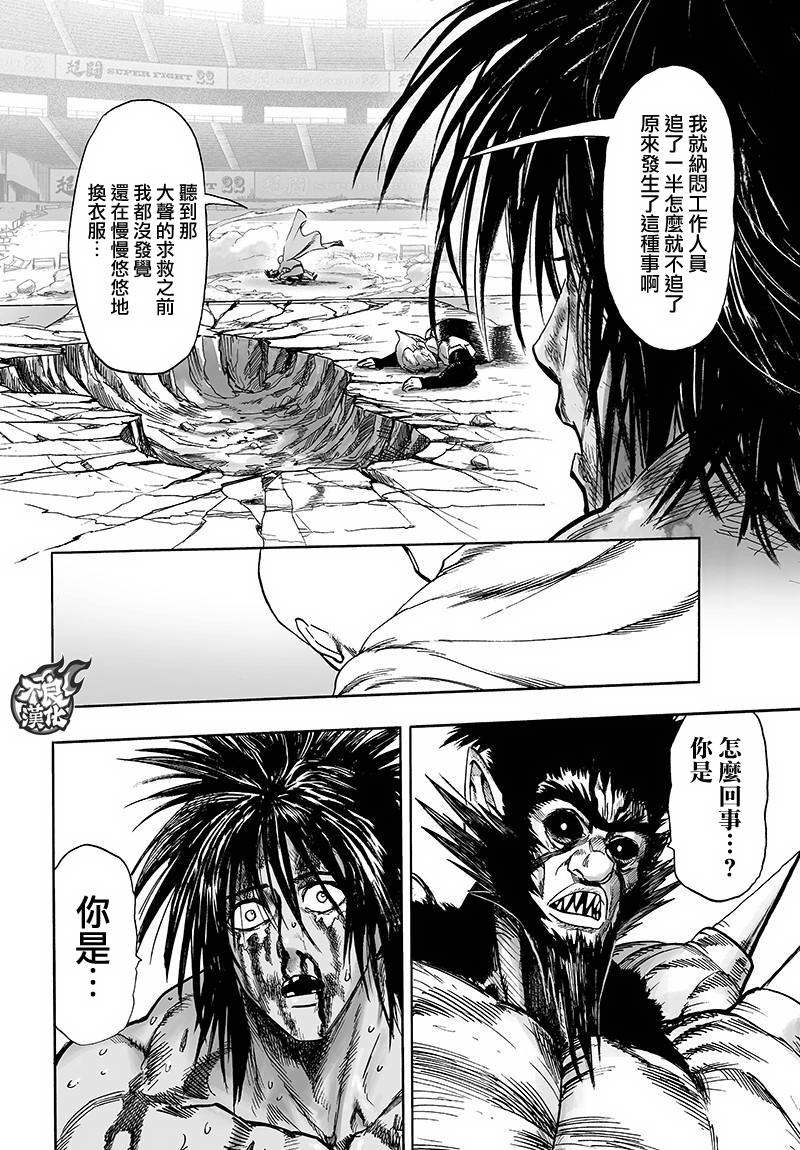 超鬪 SUPER FIGHT 22
我就納悶工作人員
追了一半怎麼就不追了
原來發生了這種事啊
聽到那
大聲的求救之前
我都沒發覺
還在慢慢悠悠地
換衣服…
22
怎麼回事…？
你是
你是…
漢化